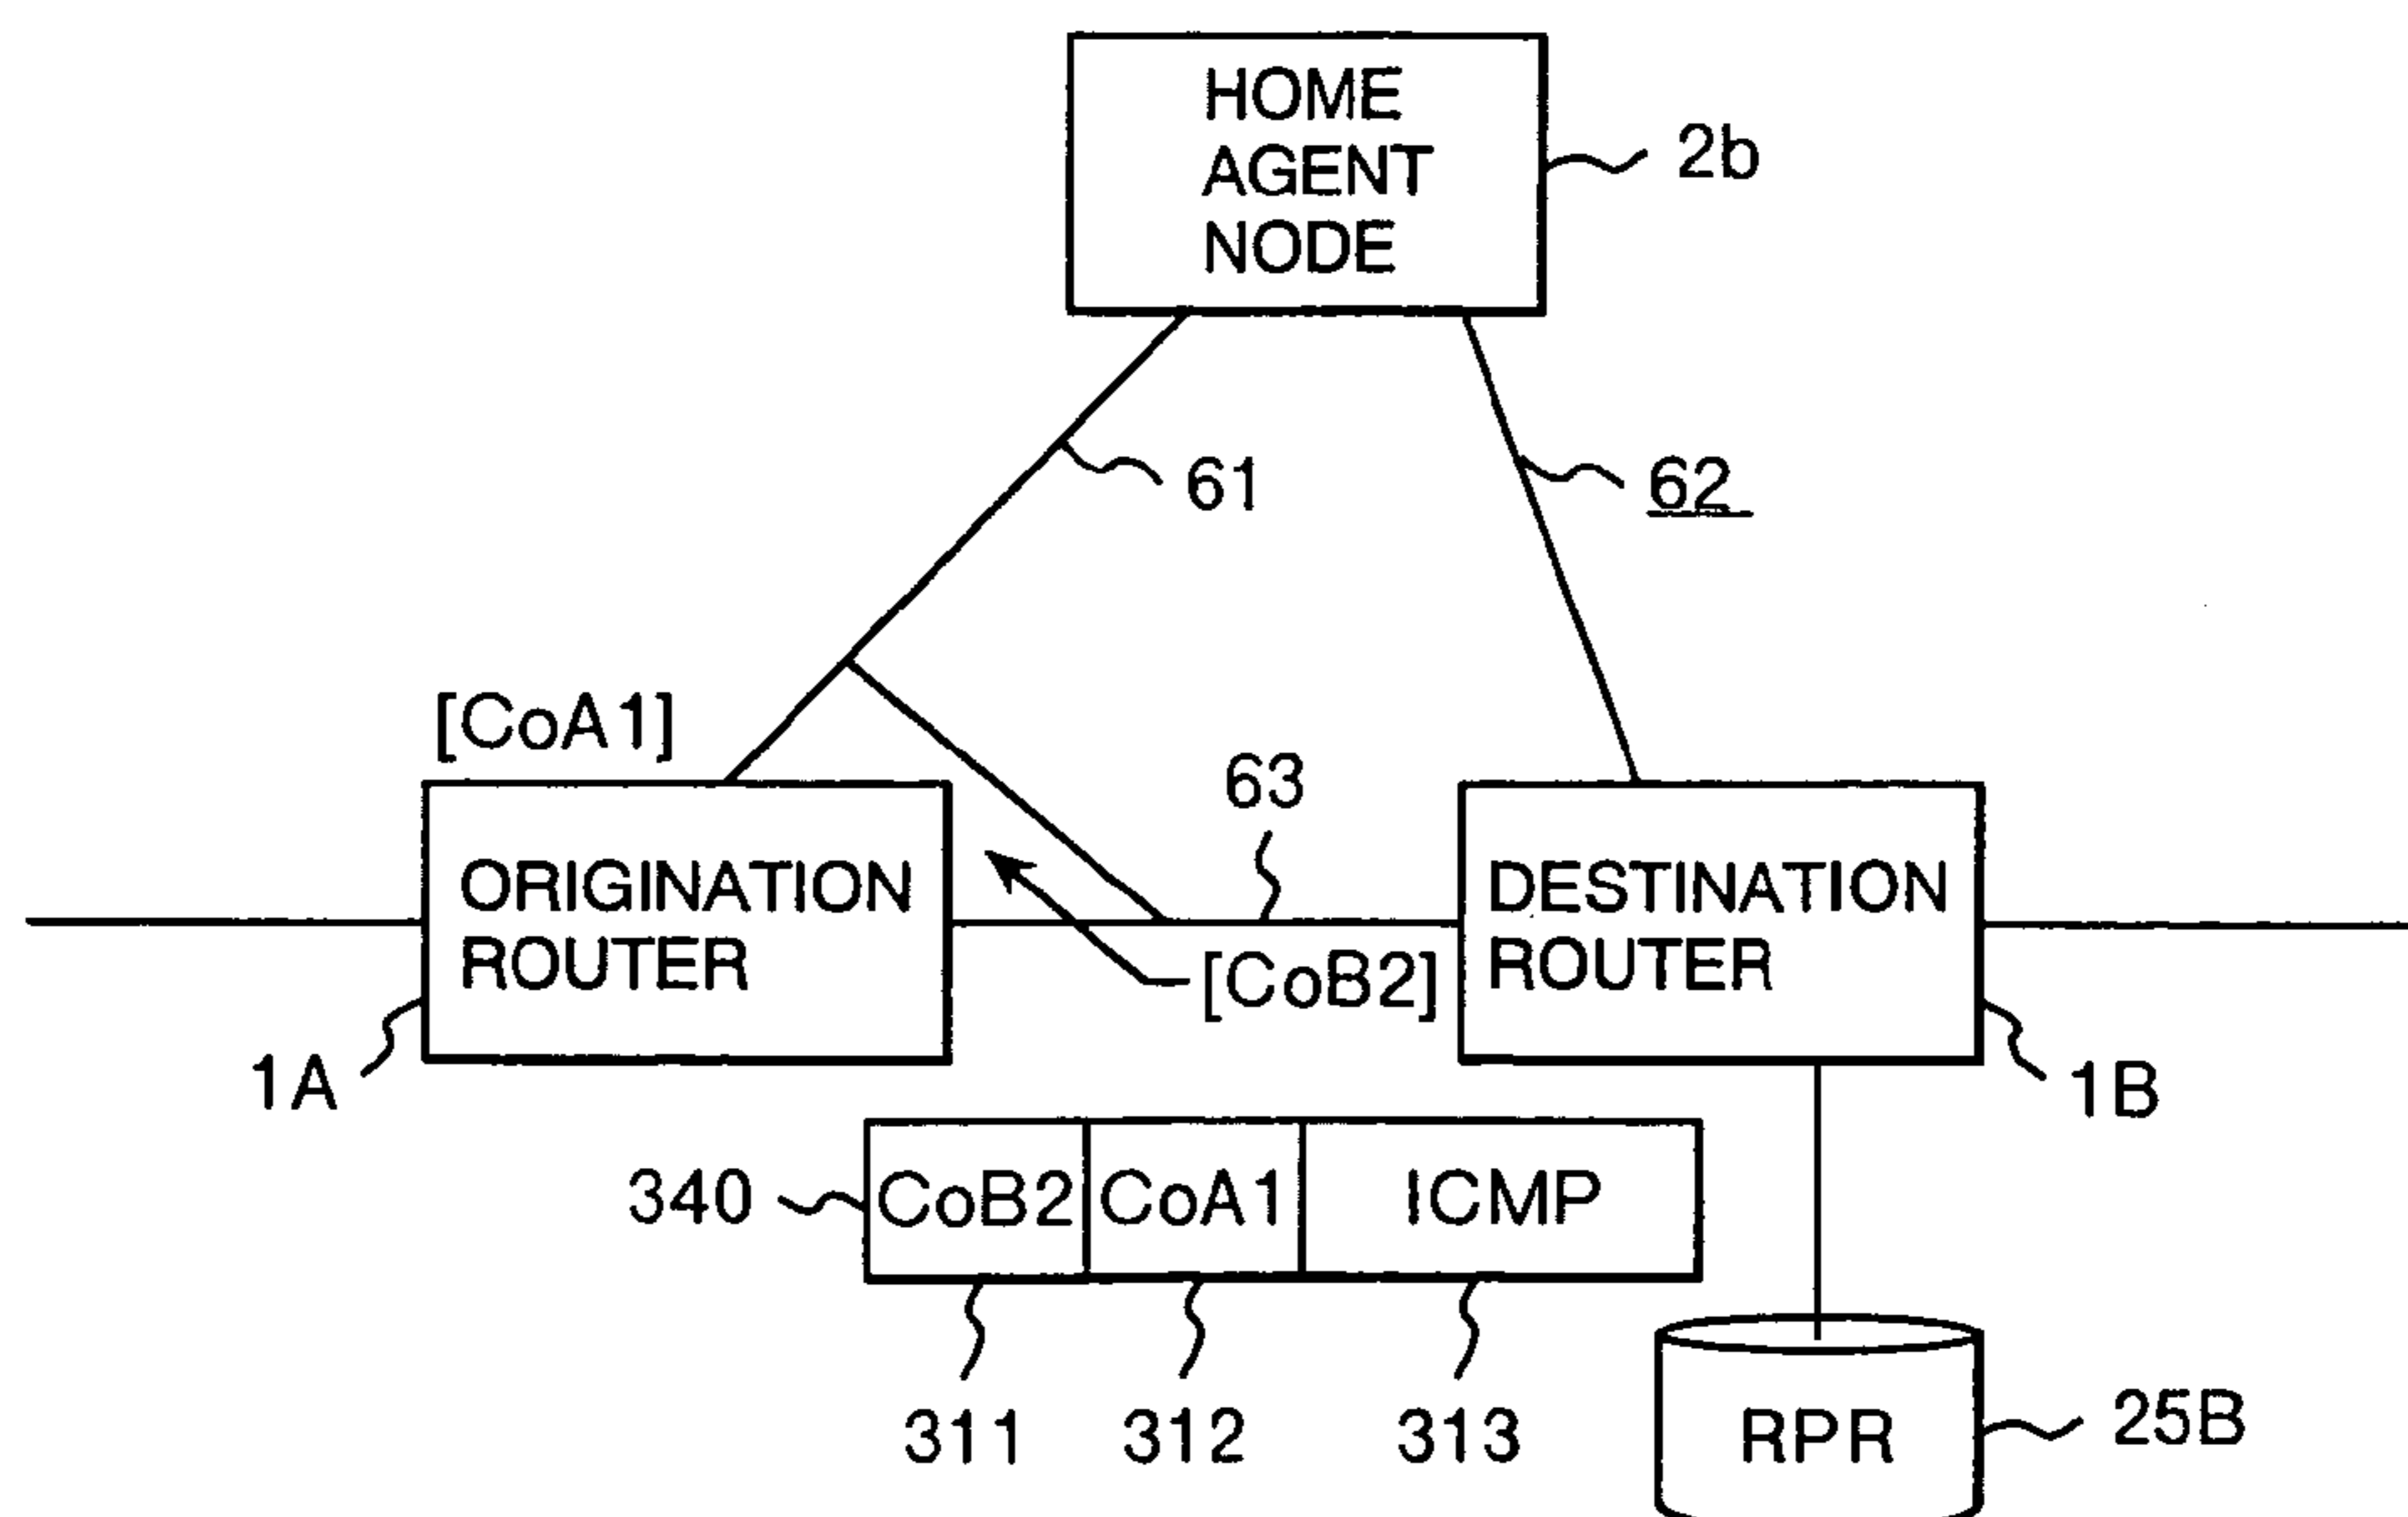 HOME
AGENT
NODE
2b
61
62
[CoA1]
63
ORIGINATION
ROUTER
DESTINATION
ROUTER
[CoB2]
1A
1B
340
CoB2 CoA1 ICMP
311 312 313
RPR
25B